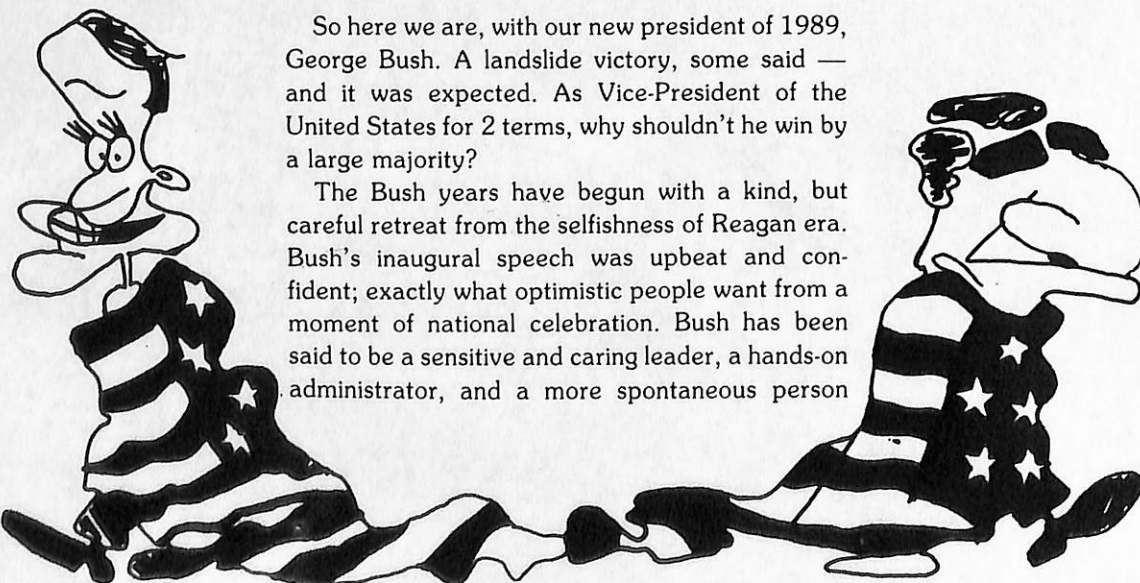 So here we are, with our new president of 1989,
George Bush. A landslide victory, some said —
and it was expected. As Vice-President of the
United States for 2 terms, why shouldn't he win by
a large majority?
The Bush years have begun with a kind, but
careful retreat from the selfishness of Reagan era.
Bush's inaugural speech was upbeat and con-
fident; exactly what optimistic people want from a
moment of national celebration. Bush has been
said to be a sensitive and caring leader, a hands-on
administrator, and a more spontaneous person